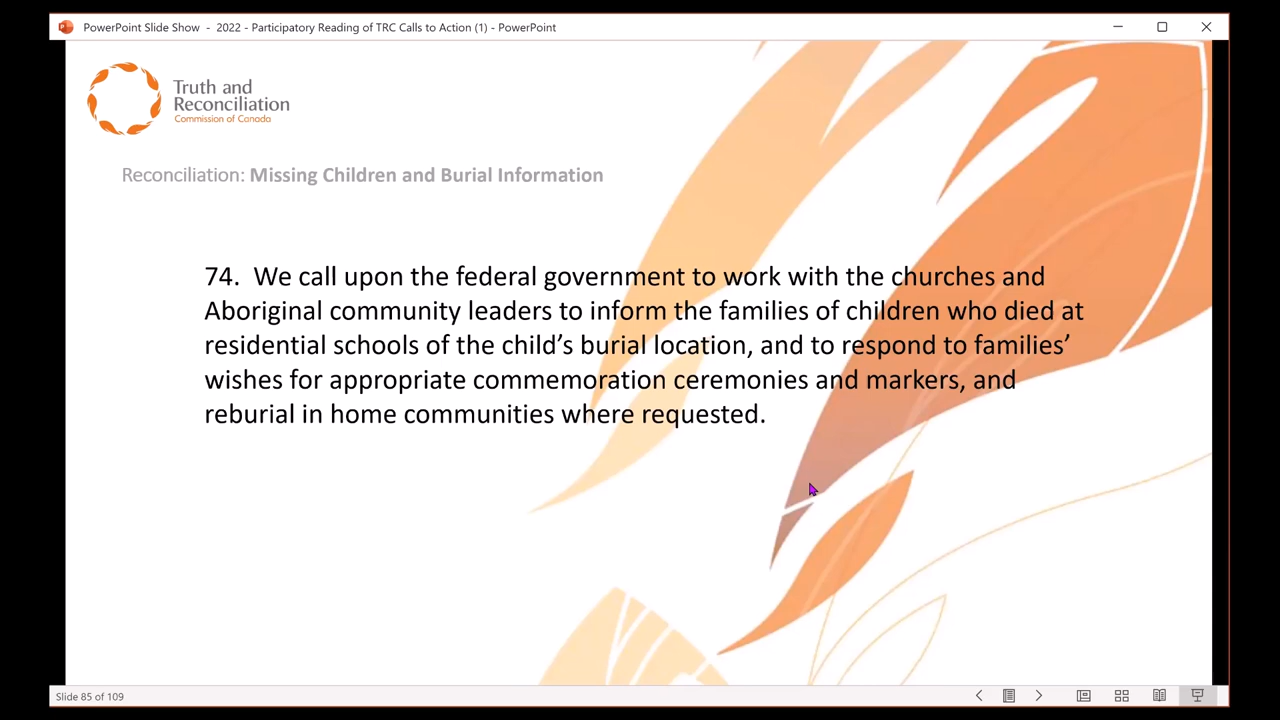 PowerPoint Slide Show - 2022 - Participatory Reading of TRC Calls to Action (1) - PowerPoint
Truth and
Reconciliation
Commission of Canada
Reconciliation: Missing Children and Burial Information
74. We call upon the federal government to work with the churches and
Aboriginal community leaders to inform the families of children who died at
residential schools of the child’s burial location, and to respond to families’
wishes for appropriate commemoration ceremonies and markers, and
reburial in home communities where requested.
Slide 85 of 109